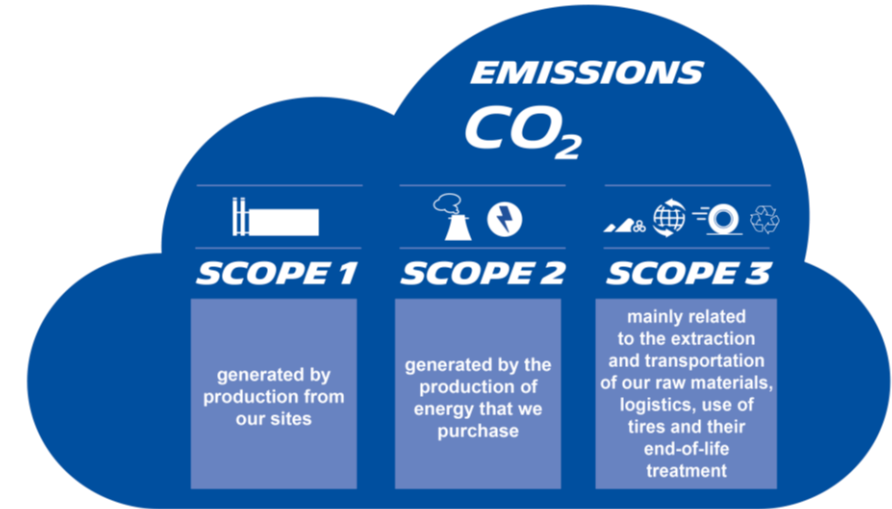 EMISSIONS
CO₂
SCOPE 1
SCOPE 2
SCOPE 3
generated by
production from
our sites
generated by the
production of
energy that we
purchase
mainly related
to the extraction
and transportation
of our raw materials,
logistics, use of
tires and their
end-of-life
treatment